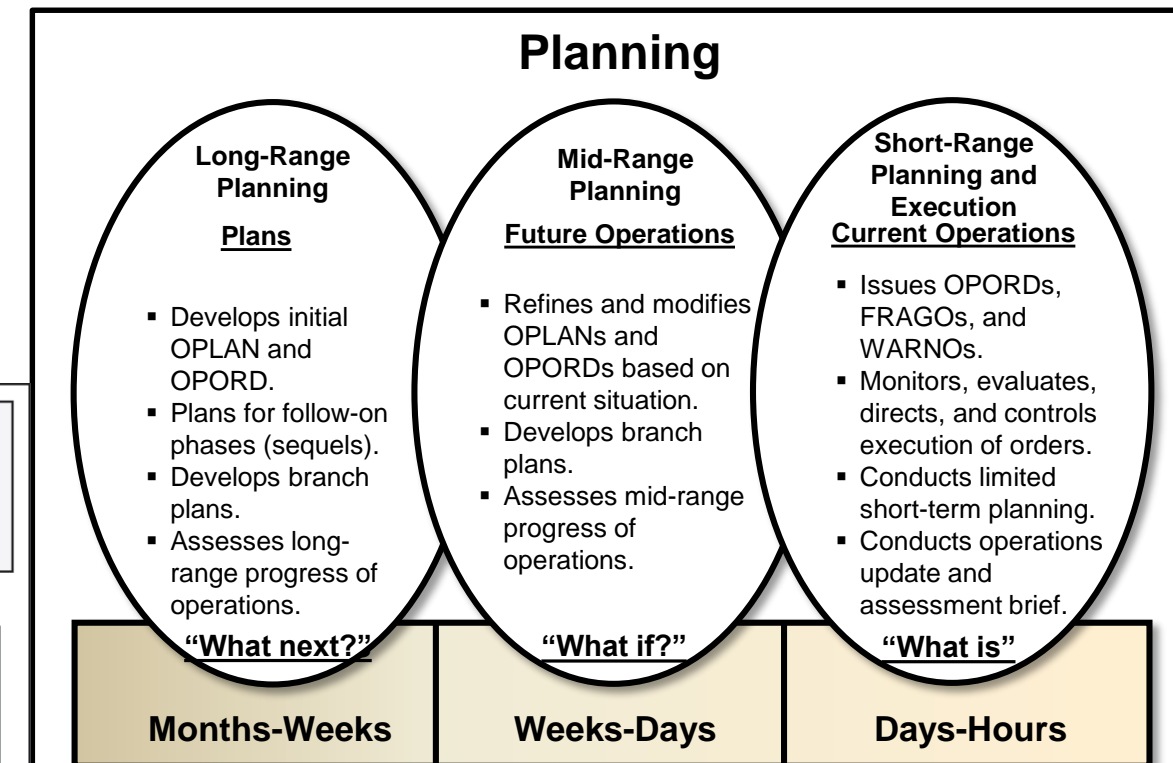 Planning
Long-Range
Planning
Plans
▪ Develops initial
OPLAN and
OPORD.
▪ Plans for follow-on
phases (sequels).
▪ Develops branch
plans.
▪ Assesses long-
range progress of
operations.
“What next?”
Months-Weeks
Mid-Range
Planning
Future Operations
▪ Refines and modifies
OPLANs and
OPORDs based on
current situation.
▪ Develops branch
plans.
▪ Assesses mid-range
progress of
operations.
“What if?”
Weeks-Days
Short-Range
Planning and
Execution
Current Operations
▪ Issues OPORDs,
FRAGOs, and
WARNOs.
▪ Monitors, evaluates,
directs, and controls
execution of orders.
▪ Conducts limited
short-term planning.
▪ Conducts operations
update and
assessment brief.
“What is”
Days-Hours